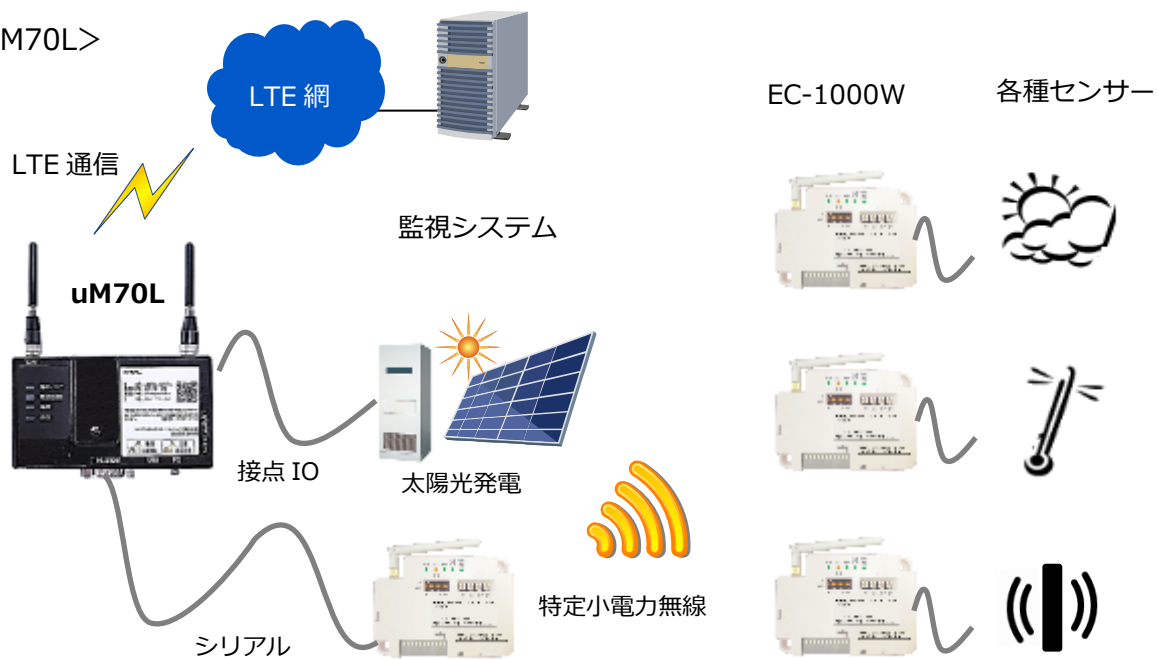 M70L＞
LTE 網
EC-1000W
各種センサー
LTE 通信
監視システム
uM70L
接点 IO
太陽光発電
特定小電力無線
シリアル